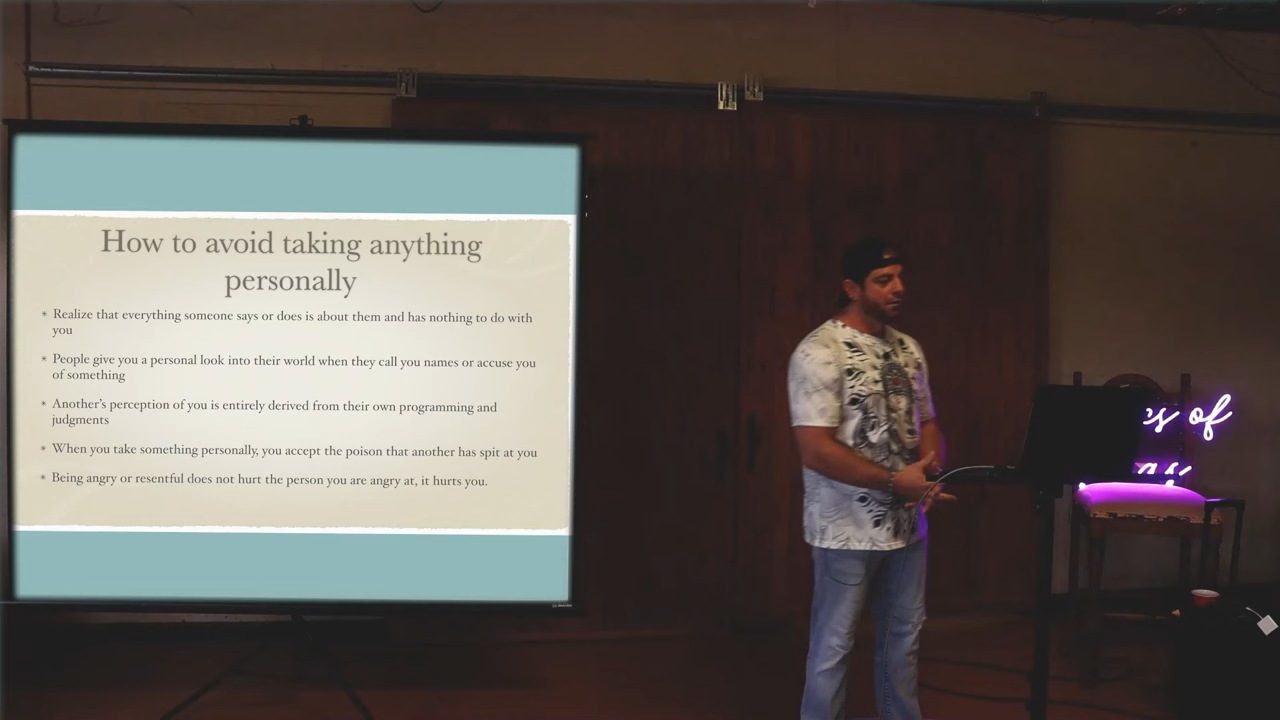 How to avoid taking anything
personally
* Realize that everything someone says or does is about them and has nothing to do with
you
* People give you a personal look into their world when they call you names or accuse you
of something
* Another's perception of you is entirely derived from their own programming and
judgments
* When you take something personally, you accept the poison that another has spit at you
* Being angry or resentful does not hurt the person you are angry at, it hurts you.
of